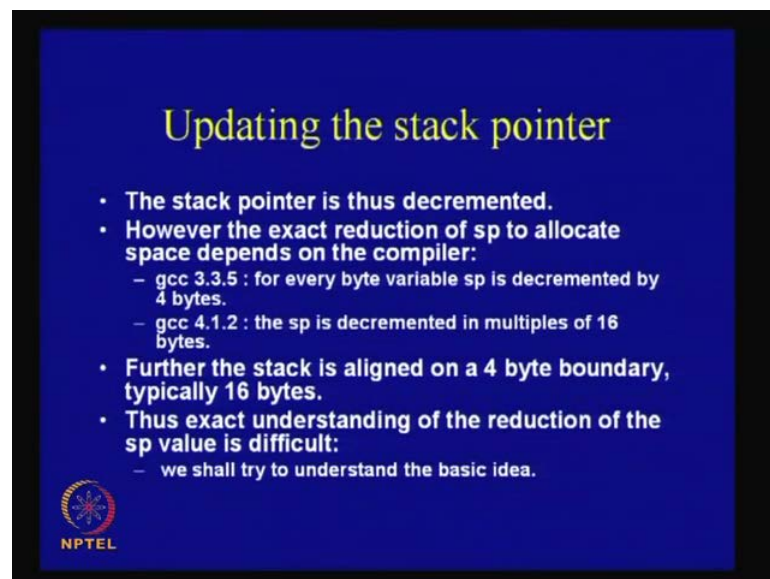 Updating the stack pointer
• The stack pointer is thus decremented.
• However the exact reduction of sp to allocate
space depends on the compiler:
– gcc 3.3.5 : for every byte variable sp is decremented by
4 bytes.
– gcc 4.1.2 : the sp is decremented in multiples of 16
bytes.
• Further the stack is aligned on a 4 byte boundary,
typically 16 bytes.
• Thus exact understanding of the reduction of the
sp value is difficult:
– we shall try to understand the basic idea.
NPTEL